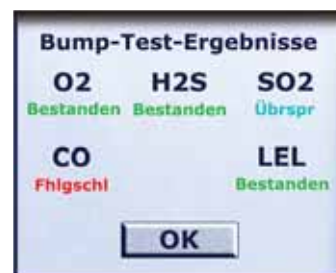 Bump-Test-Ergebnisse
O2 H2S SO2
Bestanden Bestanden Übrspr
CO LEL
Fhlgschl Bestanden
OK